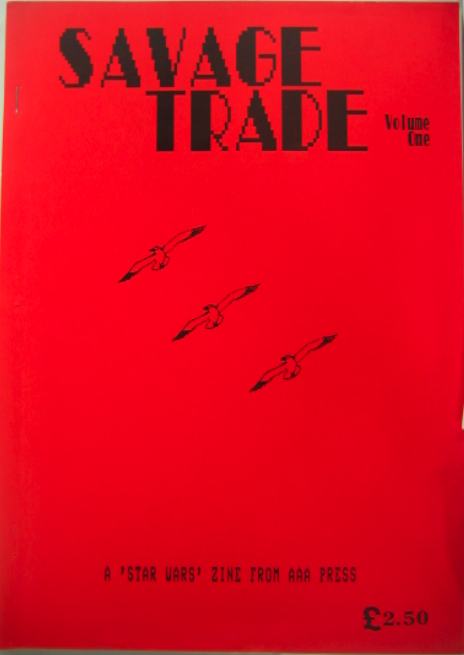 SAVAGE
TRADE
Volume
One
A 'STAR WARS' ZINE FROM AAA PRESS
£2.50